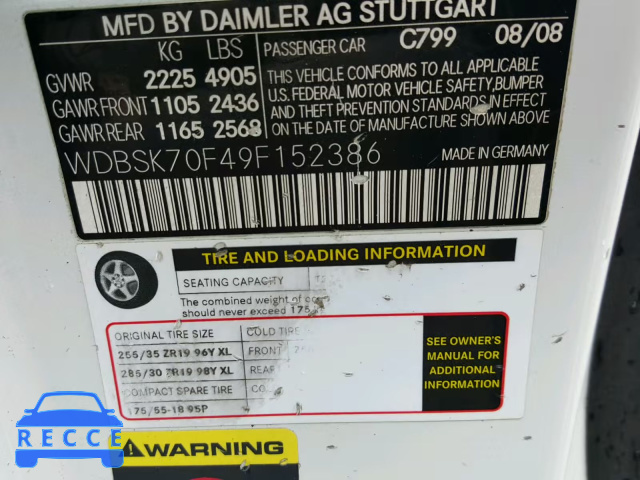 MFD BY DAIMLER AG STUTTGART
KG LBS PASSENGER CAR C799 08/08
GVWR 2225 4905
GAWR FRONT 1105 2436
GAWR REAR 1165 2568
THIS VEHICLE CONFORMS TO ALL APPLICABLE
U.S. FEDERAL MOTOR VEHICLE SAFETY, BUMPER
AND THEFT PREVENTION STANDARDS IN EFFECT
ON THE DATE OF MANUFACTURE SHOWN ABOVE
WDBSK70F49F152386 MADE IN GERMANY
TIRE AND LOADING INFORMATION
SEATING CAPACITY
The combined weight of
should never exceed 175
ORIGINAL TIRE SIZE COLD TIRE
255/35 ZR19 96Y XL FRONT
285/30 ZR19 98Y XL REAR
COMPACT SPARE TIRE
175/55-18 95P
SEE OWNER'S
MANUAL FOR
ADDITIONAL
INFORMATION
WARNING
RECCE